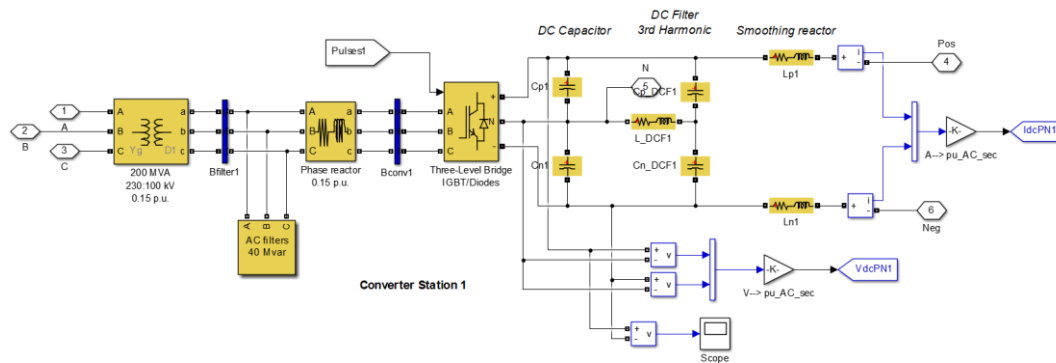 DC Capacitor
DC Filter
3rd Harmonic
Smoothing reactor
Pulses1
Pos
4
N
5
Cp1
Cp_DCF1
Lp1
i
+
-
1
A
2
B
3
C
A
B
C
a
b
c
Yg
D1
200 MVA
230:100 kV
0.15 p.u.
Bfilter1
A
B
C
a
b
c
Phase reactor
0.15 p.u.
Bconv1
A
B
C
+
N
-
Three-Level Bridge
IGBT/Diodes
L_DCF1
Cn1
Cn_DCF1
-K-
A--> pu_AC_sec
IdcPN1
A
B
C
AC filters
40 Mvar
Ln1
i
+
-
6
Neg
Converter Station 1
+
-
v
+
-
v
-K-
V--> pu_AC_sec
VdcPN1
+
-
v
Scope